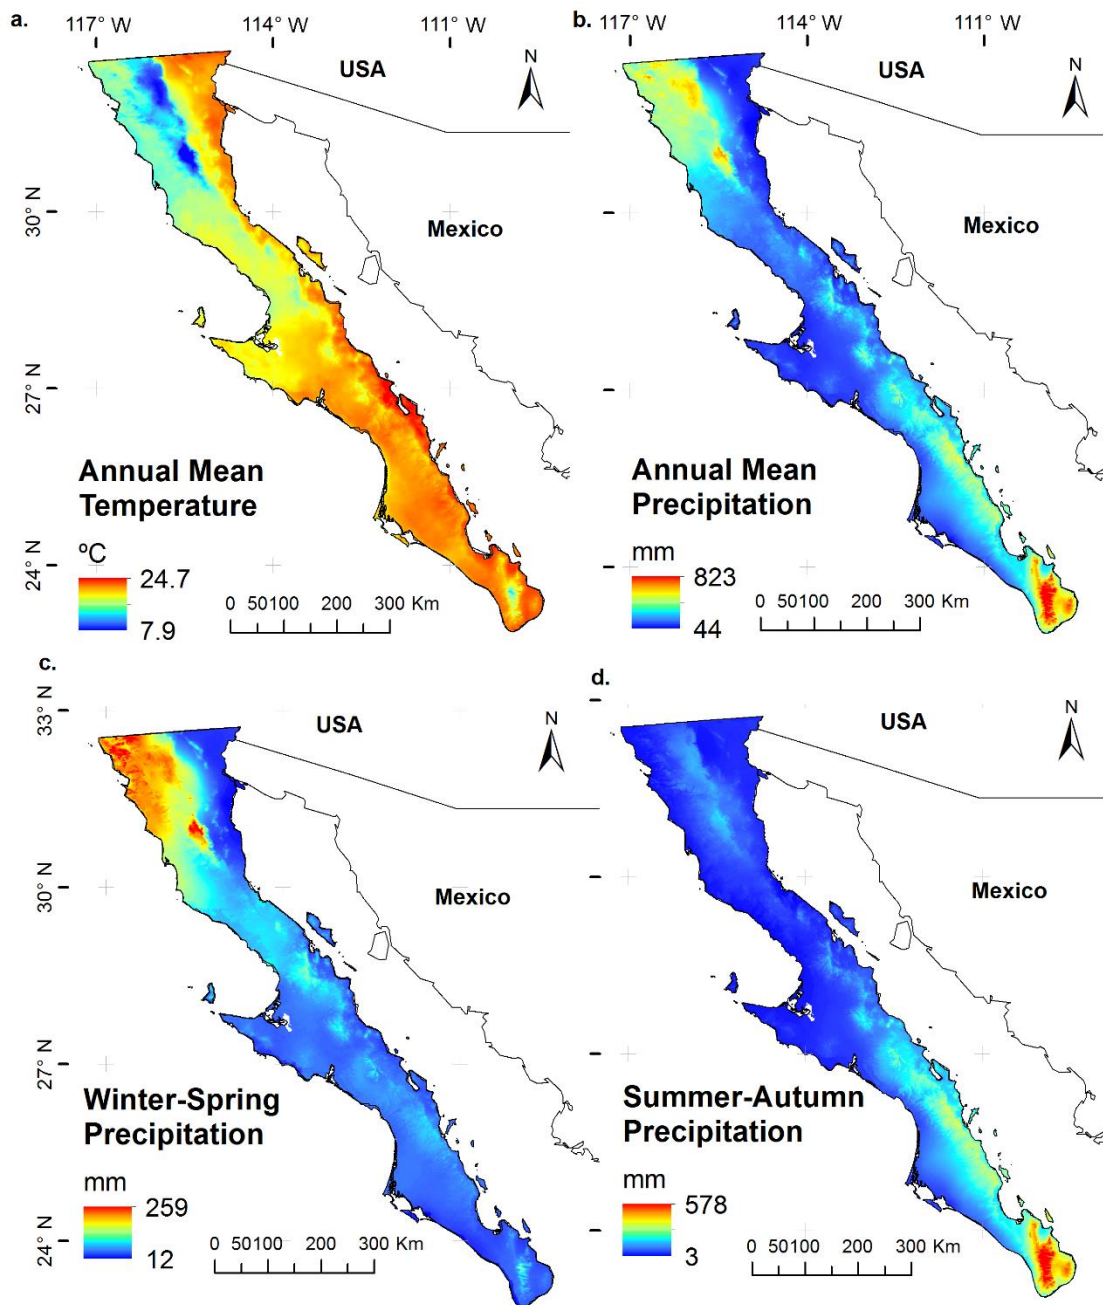 a.
117° W
114° W
111° W
USA
N
30° N
Mexico
27° N
Annual Mean
Temperature
ºC
24° N
24.7
7.9
0 50100 200 300 Km
b.
117° W
114° W
111° W
USA
N
Mexico
Annual Mean
Precipitation
mm
823
44
0 50100 200 300 Km
c.
33° N
USA
N
30° N
Mexico
27° N
Winter-Spring
Precipitation
mm
259
24° N
12
0 50100 200 300 Km
d.
USA
N
Mexico
Summer-Autumn
Precipitation
mm
578
3
0 50100 200 300 Km